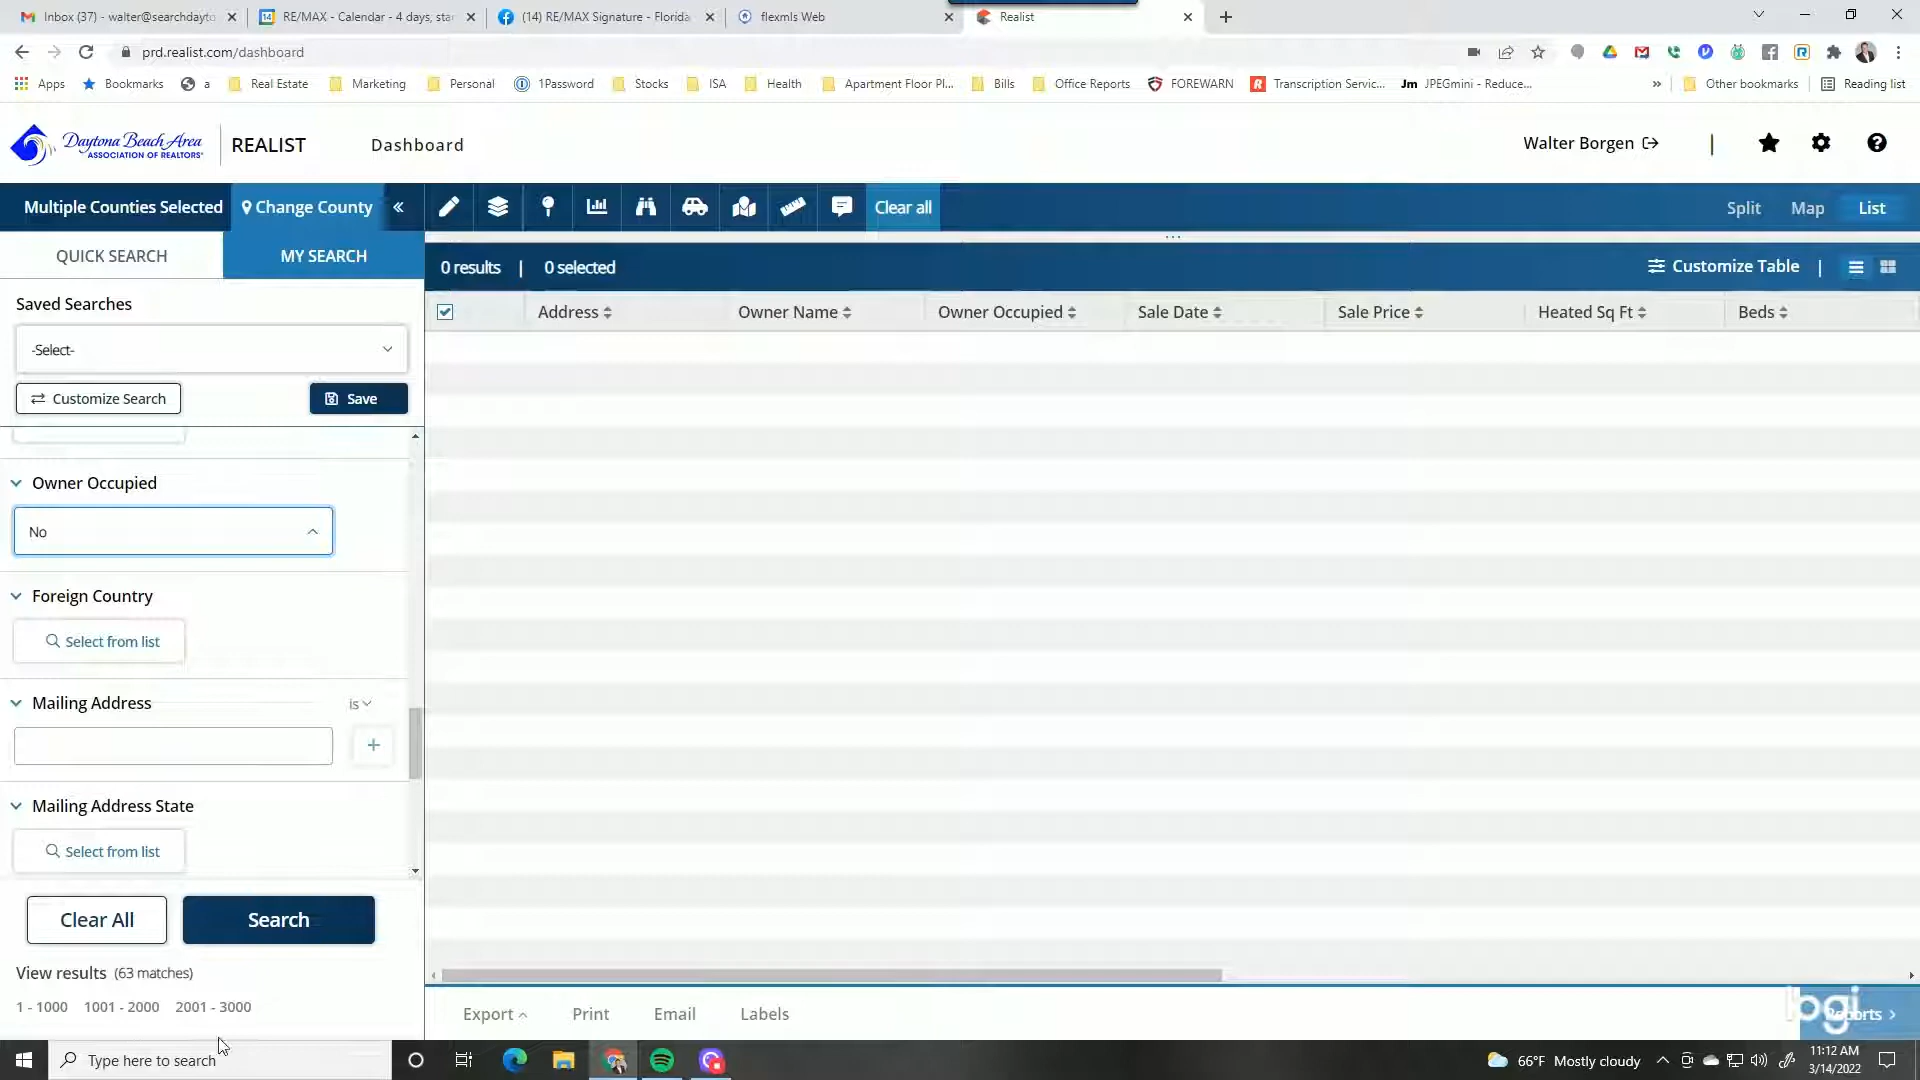 Inbox (37) - walter@searchdayto
RE/MAX - Calendar - 4 days, star
(14) RE/MAX Signature - Florida
flexmls Web
Realist
prd.realist.com/dashboard
Apps
Bookmarks
a
Real Estate
Marketing
Personal
1Password
Stocks
ISA
Health
Apartment Floor Pl...
Bills
Office Reports
FOREWARN
Transcription Servic...
Jm JPEGmini - Reduce...
Other bookmarks
Reading list
Daytona Beach Area
ASSOCIATION OF REALTORS®
REALIST
Dashboard
Walter Borgen
Multiple Counties Selected
Change County
Clear all
Split
Map
List
QUICK SEARCH
MY SEARCH
0 results | 0 selected
Customize Table
Saved Searches
-Select-
Customize Search
Save
Address
Owner Name
Owner Occupied
Sale Date
Sale Price
Heated Sq Ft
Beds
Owner Occupied
No
Foreign Country
Select from list
Mailing Address
is
Mailing Address State
Select from list
Clear All
Search
View results (63 matches)
1 - 1000
1001 - 2000
2001 - 3000
Export
Print
Email
Labels
logi
Type here to search
66°F Mostly cloudy
11:12 AM
3/14/2022